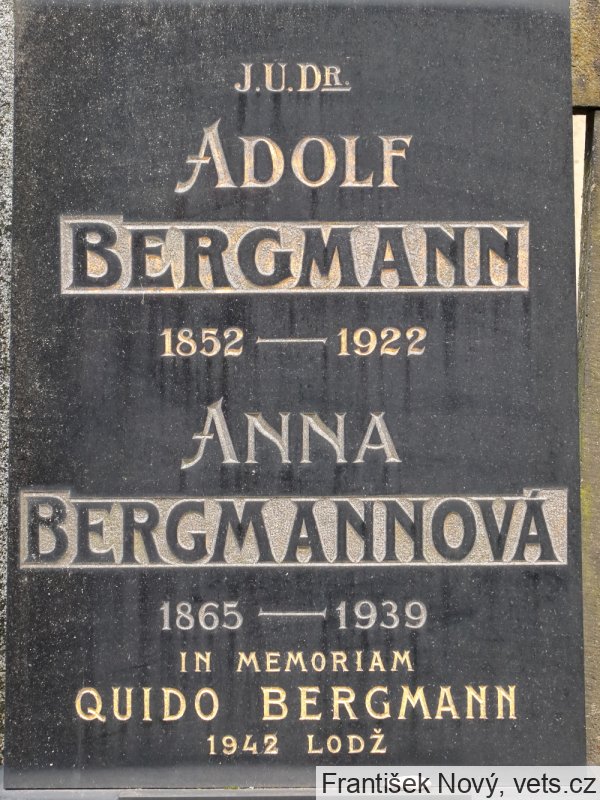 J.U.DR.
ADOLF
BERGMANN
1852 — 1922
ANNA
BERGMANNOVÁ
1865 — 1939
IN MEMORIAM
QUIDO BERGMANN
1942 LODŽ
František Nový, vets.cz